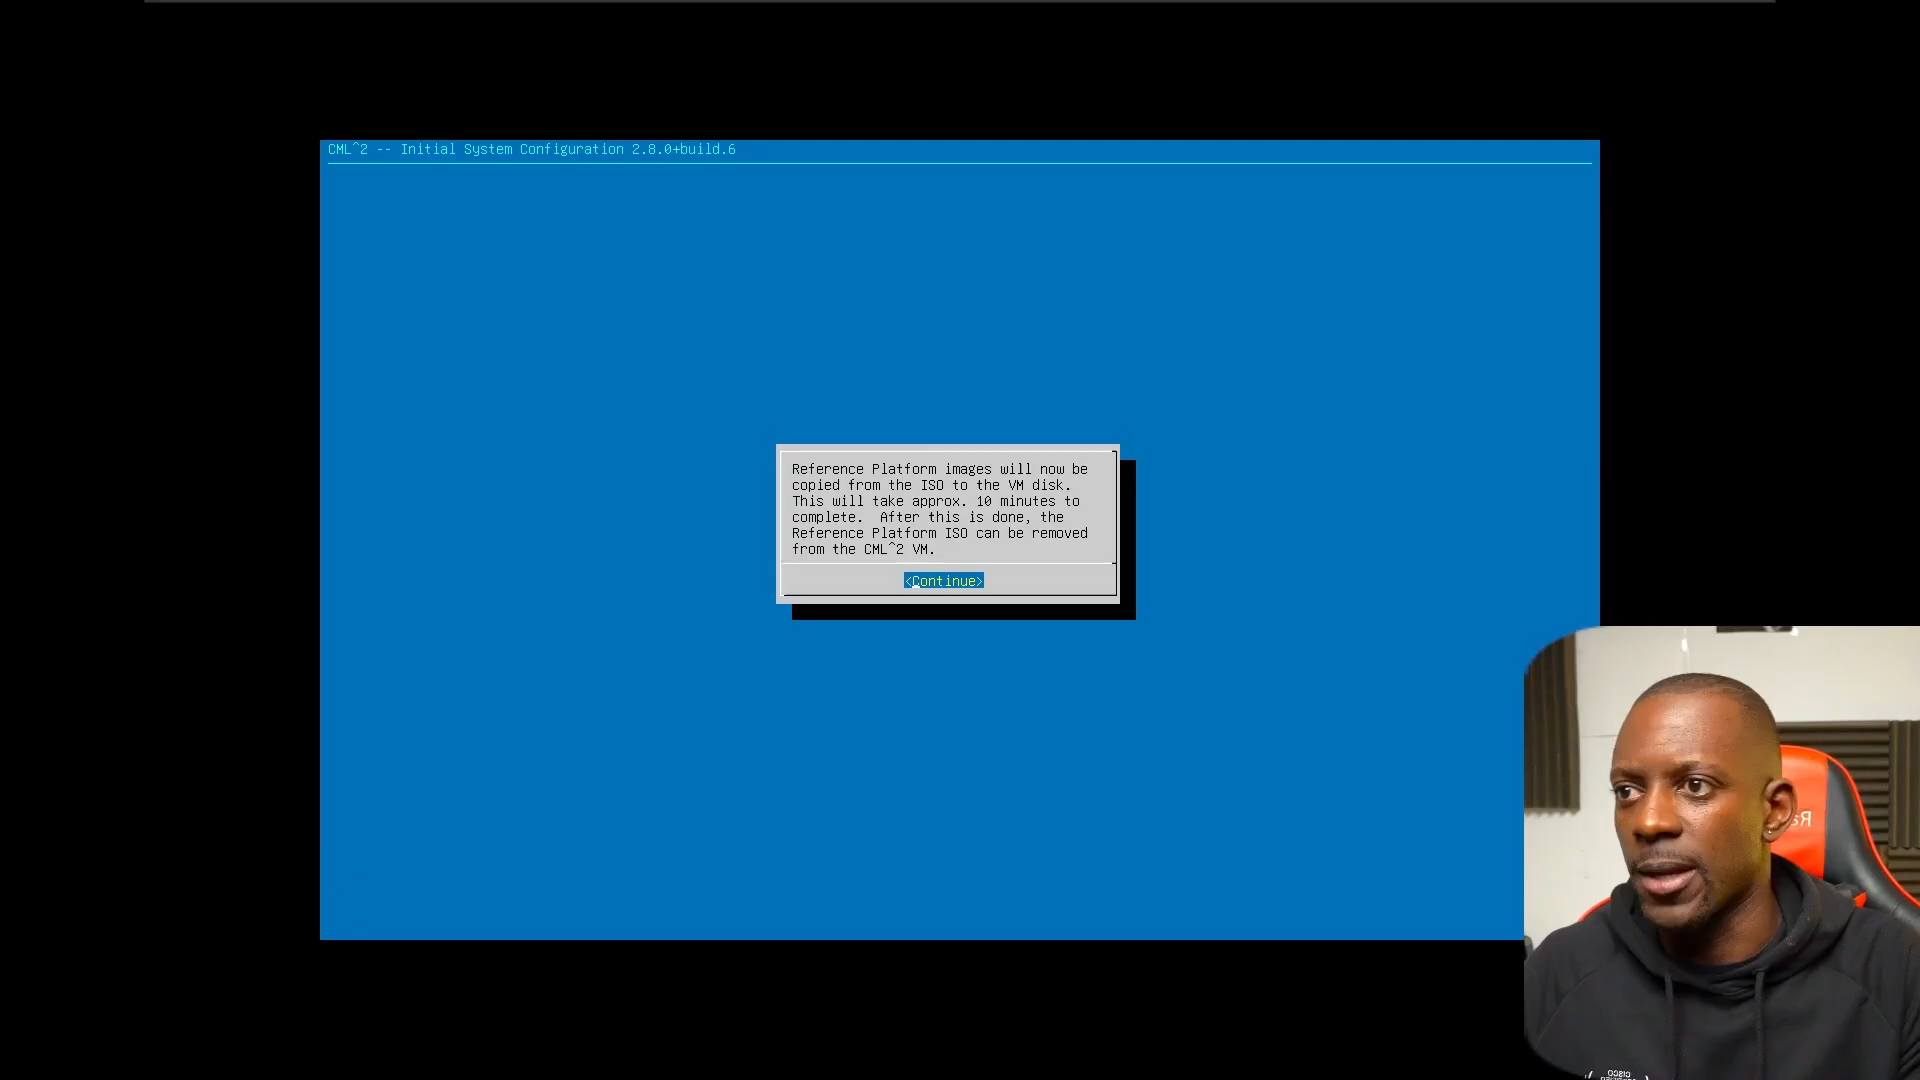 CML^2 -- Initial System Configuration 2.8.0+build.6
Reference Platform images will now be
copied from the ISO to the VM disk.
This will take approx. 10 minutes to
complete.  After this is done, the
Reference Platform ISO can be removed
from the CML^2 VM.
<Continue>
CISCO